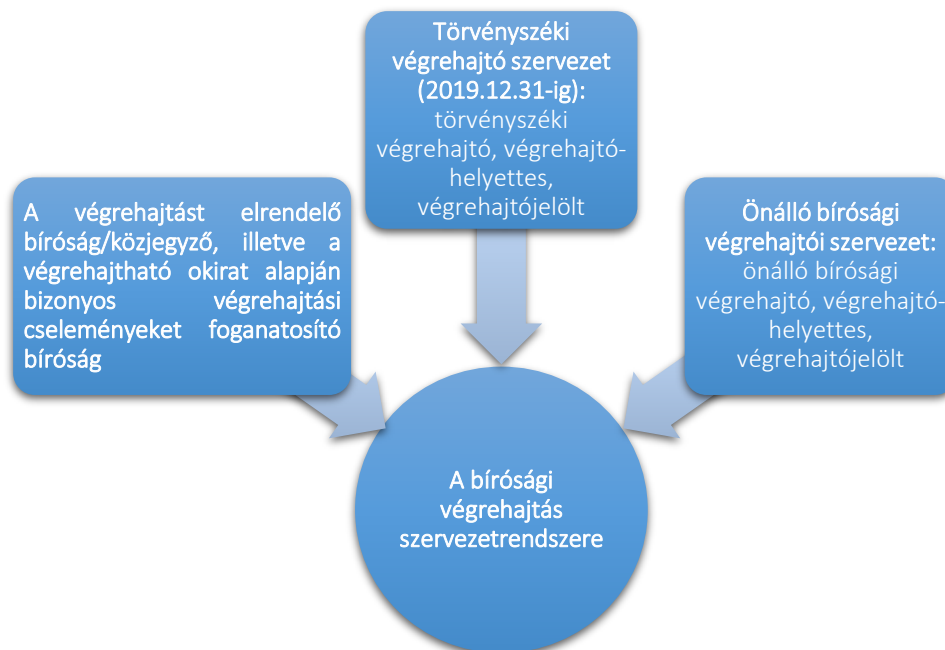 Törvényszéki
végrehajtó szervezet
(2019.12.31-ig):
törvényszéki
végrehajtó, végrehajtó-
helyettes,
végrehajtójelölt
A végrehajtást elrendelő
bíróság/közjegyző, illetve a
végrehajtható okirat alapján
bizonyos végrehajtási
cseleményeket foganatosító
bíróság
Önálló bírósági
végrehajtói szervezet:
önálló bírósági
végrehajtó, végrehajtó-
helyettes,
végrehajtójelölt
A bírósági
végrehajtás
szervezetrendszere